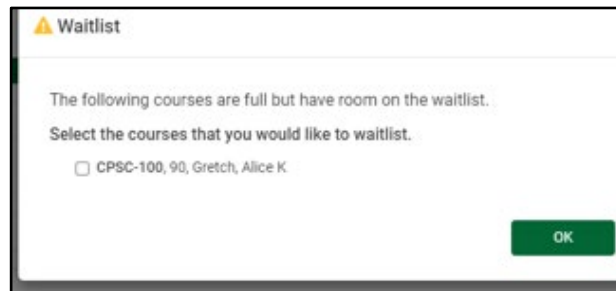 Waitlist
The following courses are full but have room on the waitlist.
Select the courses that you would like to waitlist.
CPSC-100, 90, Gretch, Alice K
OK